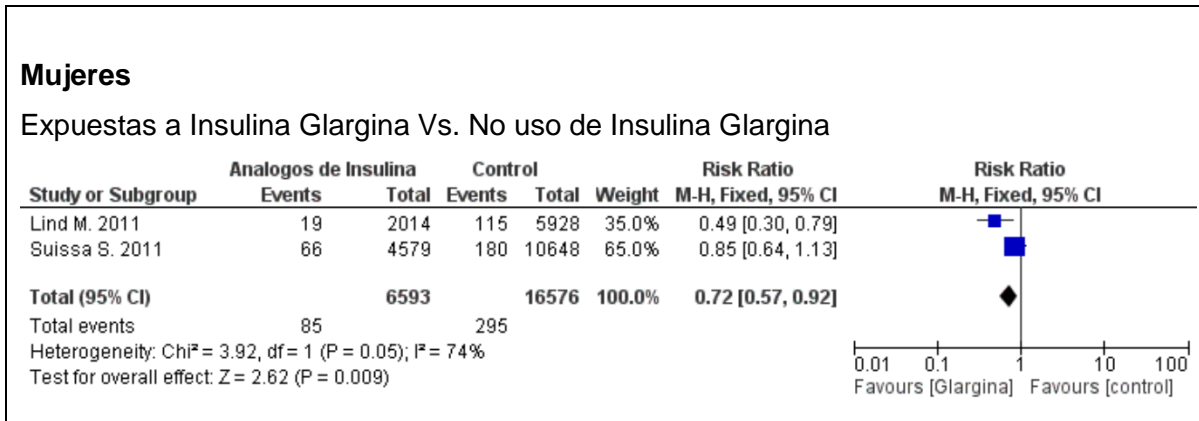 Mujeres
Expuestas a Insulina Glargina Vs. No uso de Insulina Glargina
Analogos de Insulina Control Risk Ratio Risk Ratio
Study or Subgroup Events Total Events Total Weight M-H, Fixed, 95% CI M-H, Fixed, 95% CI
Lind M. 2011 19 2014 115 5928 35.0% 0.49 [0.30, 0.79]
Suissa S. 2011 66 4579 180 10648 65.0% 0.85 [0.64, 1.13]
Total (95% CI) 6593 16576 100.0% 0.72 [0.57, 0.92]
Total events 85 295
Heterogeneity: Chi² = 3.92, df = 1 (P = 0.05); I² = 74%
Test for overall effect: Z = 2.62 (P = 0.009)
0.01 0.1 1 10 100
Favours [Glargina] Favours [control]